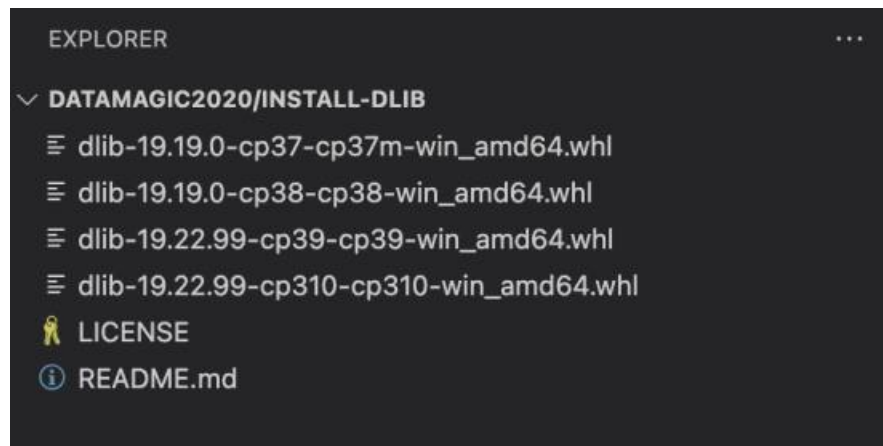 EXPLORER ...
DATAMAGIC2020/INSTALL-DLIB
dlib-19.19.0-cp37-cp37m-win_amd64.whl
dlib-19.19.0-cp38-cp38-win_amd64.whl
dlib-19.22.99-cp39-cp39-win_amd64.whl
dlib-19.22.99-cp310-cp310-win_amd64.whl
LICENSE
README.md